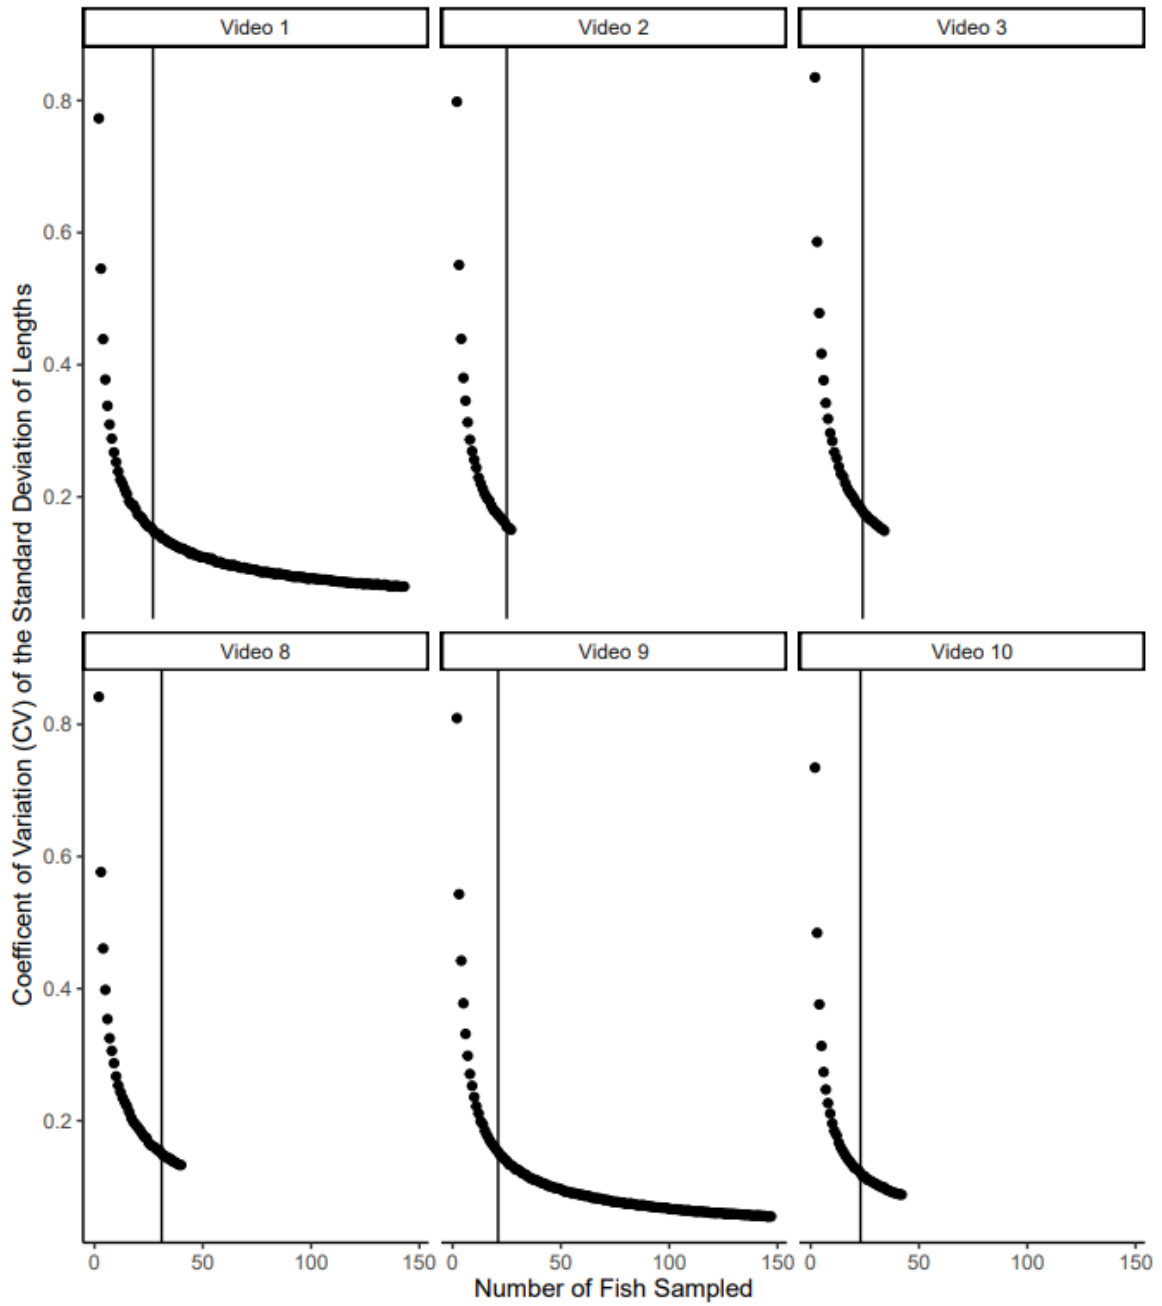 Video 1
Video 2
Video 3
0.8
0.6
0.4
0.2
Coefficent of Variation (CV) of the Standard Deviation of Lengths
Video 8
Video 9
Video 10
0.8
0.6
0.4
0.2
0 50 100 150 0 50 100 150 0 50 100 150
Number of Fish Sampled